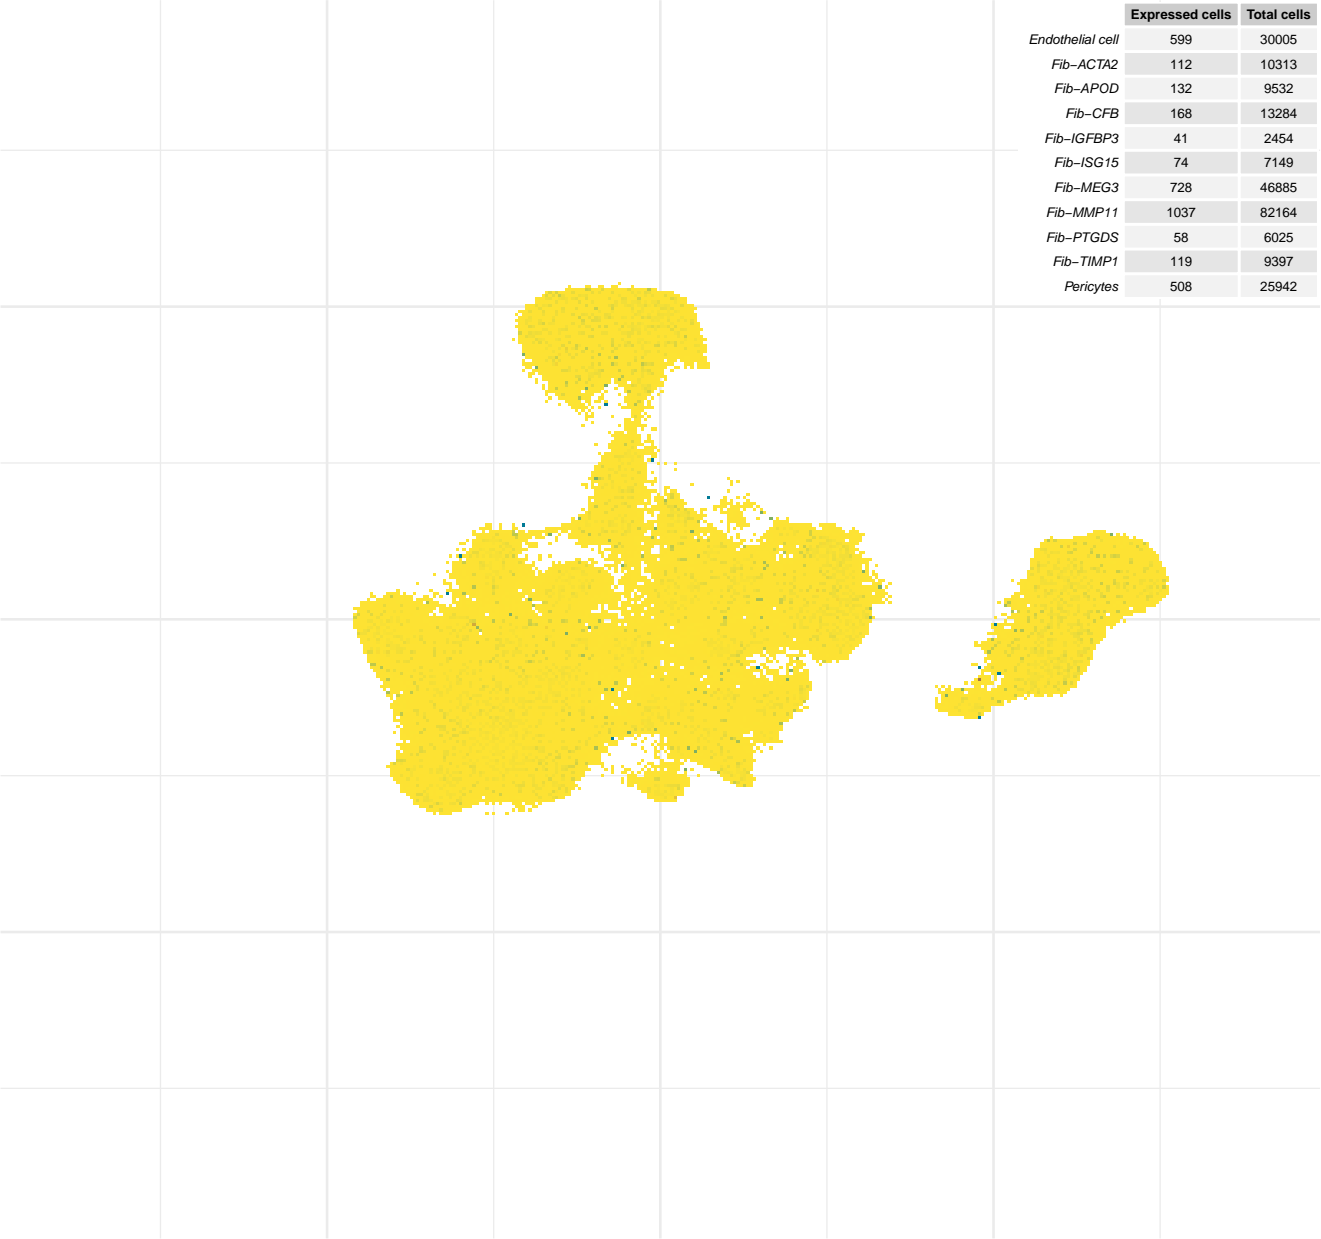 Expressed cells Total cells
Endothelial cell 599 30005
Fib−ACTA2 112 10313
Fib−APOD 132 9532
Fib−CFB 168 13284
Fib−IGFBP3 41 2454
Fib−ISG15 74 7149
Fib−MEG3 728 46885
Fib−MMP11 1037 82164
Fib−PTGDS 58 6025
Fib−TIMP1 119 9397
Pericytes 508 25942